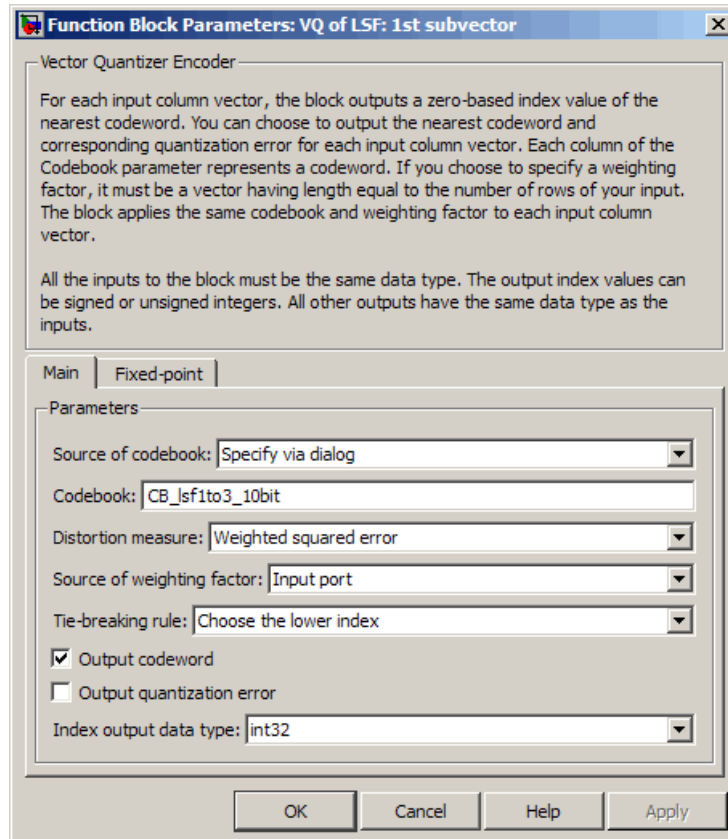 Function Block Parameters: VQ of LSF: 1st subvector
Vector Quantizer Encoder
For each input column vector, the block outputs a zero-based index value of the
nearest codeword. You can choose to output the nearest codeword and
corresponding quantization error for each input column vector. Each column of the
Codebook parameter represents a codeword. If you choose to specify a weighting
factor, it must be a vector having length equal to the number of rows of your input.
The block applies the same codebook and weighting factor to each input column
vector.
All the inputs to the block must be the same data type. The output index values can
be signed or unsigned integers. All other outputs have the same data type as the
inputs.
Main Fixed-point
Parameters
Source of codebook: Specify via dialog
Codebook: CB_lsf1to3_10bit
Distortion measure: Weighted squared error
Source of weighting factor: Input port
Tie-breaking rule: Choose the lower index
Output codeword
Output quantization error
Index output data type: int32
OK Cancel Help Apply